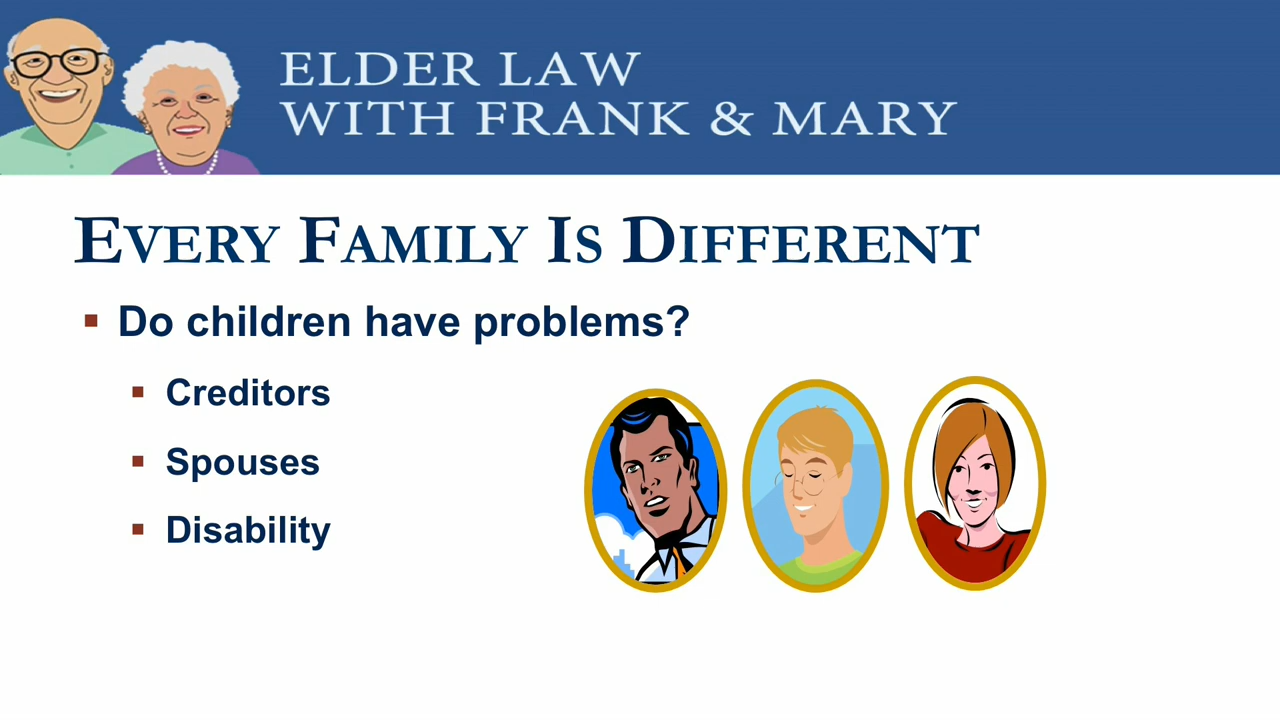 ELDER LAW
WITH FRANK & MARY
EVERY FAMILY IS DIFFERENT
Do children have problems?
Creditors
Spouses
Disability